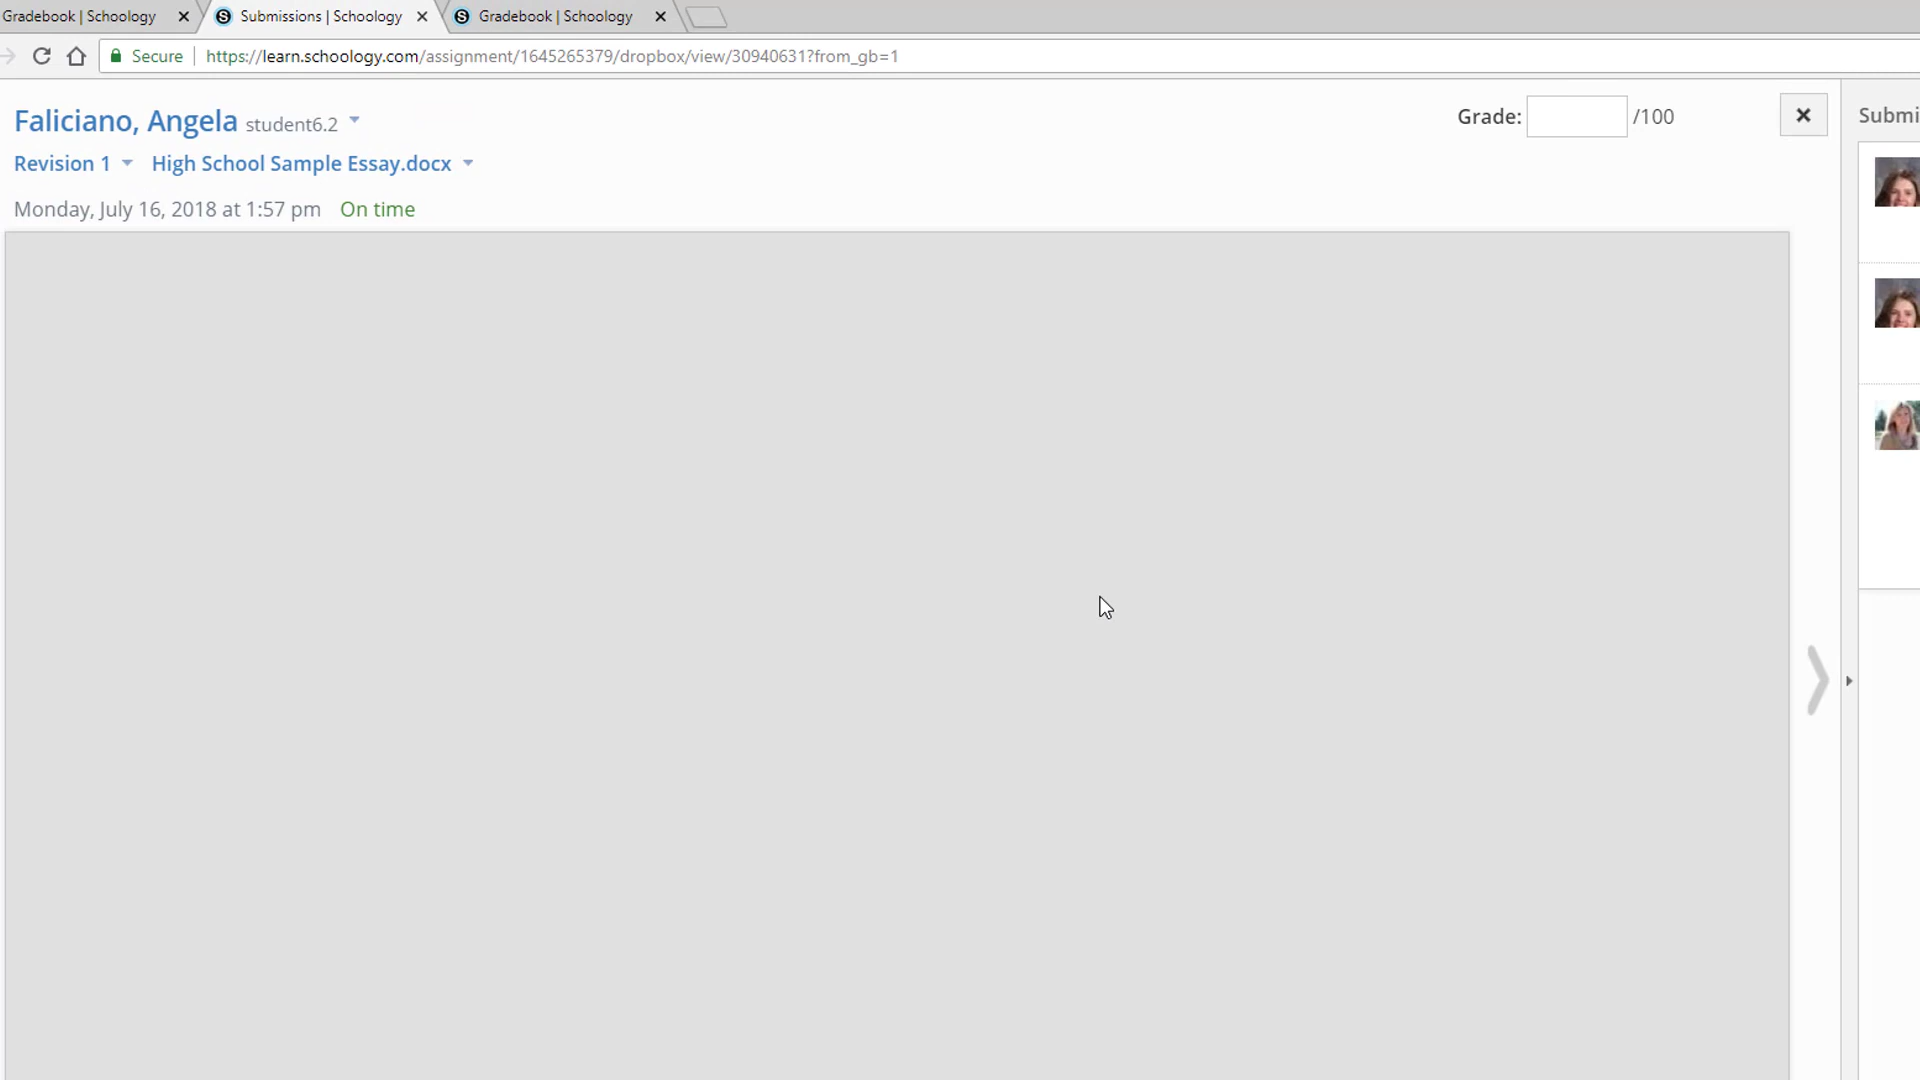 Gradebook | Schoology
Submissions | Schoology
Gradebook | Schoology
Secure https://learn.schoology.com/assignment/1645265379/dropbox/view/30940631?from_gb=1
Faliciano, Angela student6.2
Grade: /100
Submi
Revision 1 High School Sample Essay.docx
Monday, July 16, 2018 at 1:57 pm On time